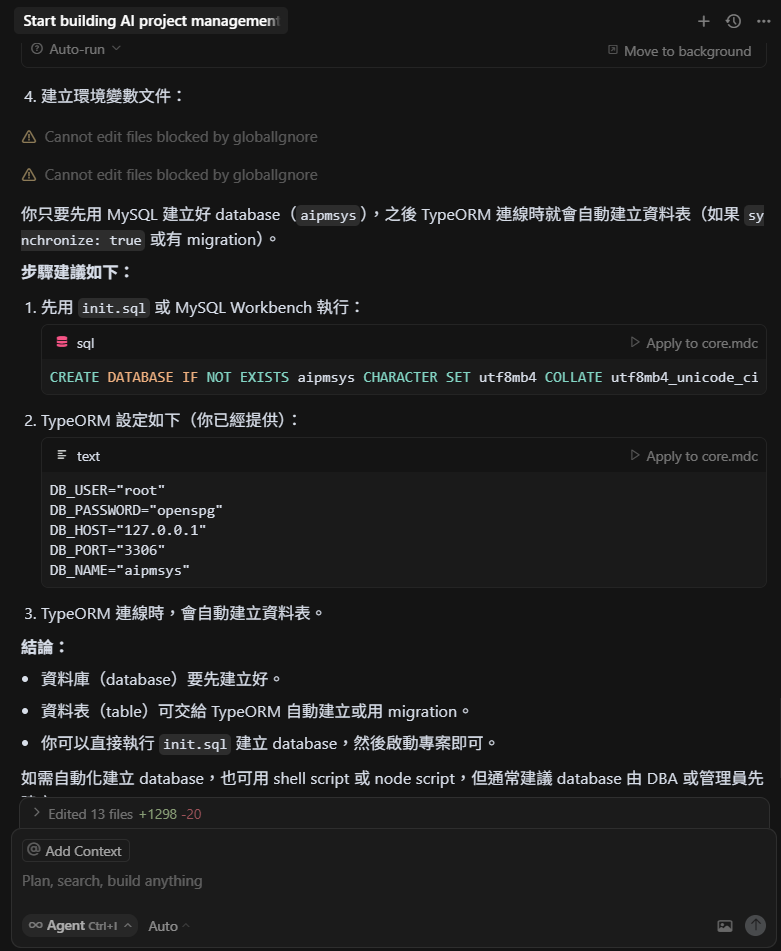 Start building AI project management
Auto-run
Move to background
4. 建立環境變數文件：
Cannot edit files blocked by globalIgnore
Cannot edit files blocked by globalIgnore
你只要先用 MySQL 建立好 database（aipmsys），之後 TypeORM 連線時就會自動建立資料表（如果 sy
nchronize: true 或有 migration）。
步驟建議如下：
1. 先用 init.sql 或 MySQL Workbench 執行：
sql
Apply to core.mdc
CREATE DATABASE IF NOT EXISTS aipmsys CHARACTER SET utf8mb4 COLLATE utf8mb4_unicode_ci
2. TypeORM 設定如下（你已經提供）：
text
Apply to core.mdc
DB_USER="root"
DB_PASSWORD="openspg"
DB_HOST="127.0.0.1"
DB_PORT="3306"
DB_NAME="aipmsys"
3. TypeORM 連線時，會自動建立資料表。
結論：
• 資料庫（database）要先建立好。
• 資料表（table）可交給 TypeORM 自動建立或用 migration。
• 你可以直接執行 init.sql 建立 database，然後啟動專案即可。
如需自動化建立 database，也可用 shell script 或 node script，但通常建議 database 由 DBA 或管理員先
Edited 13 files +1298 -20
@ Add Context
Plan, search, build anything
∞ Agent Ctrl+I
Auto